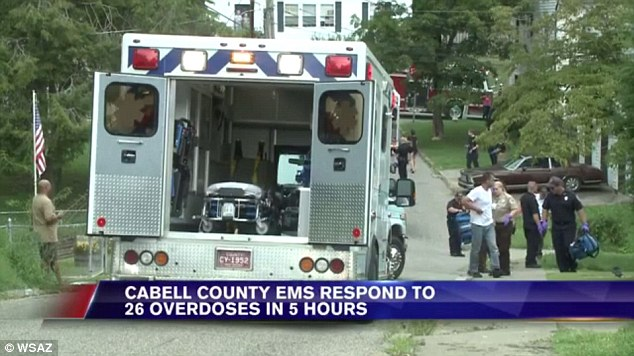 CY-1952
CABELL COUNTY EMS RESPOND TO
26 OVERDOSES IN 5 HOURS
© WSAZ